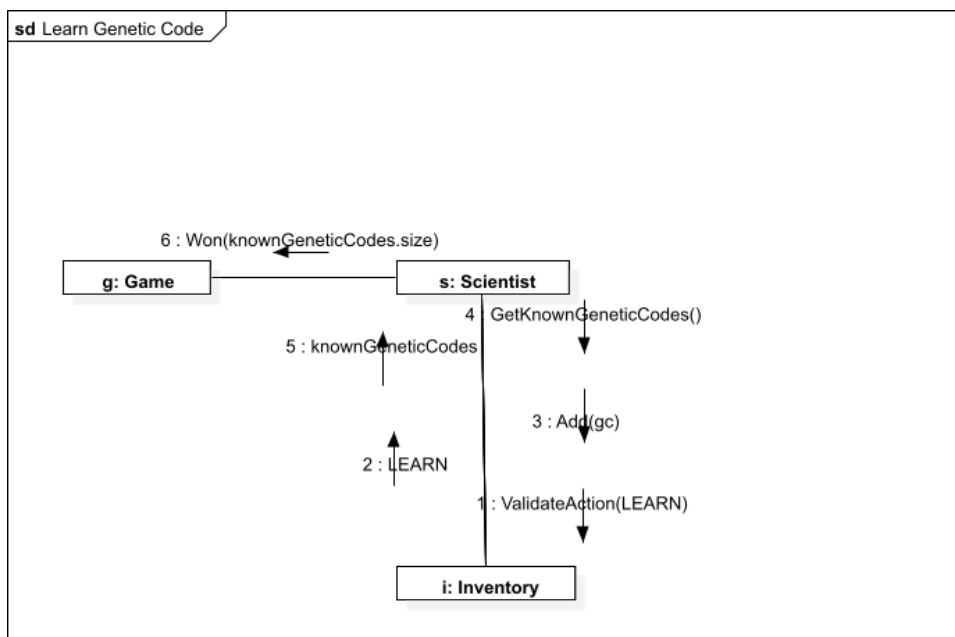 sd Learn Genetic Code
6 : Won(knownGeneticCodes.size)
g: Game
s: Scientist
4 : GetKnownGeneticCodes()
5 : knownGeneticCodes
3 : Add(gc)
2 : LEARN
1 : ValidateAction(LEARN)
i: Inventory